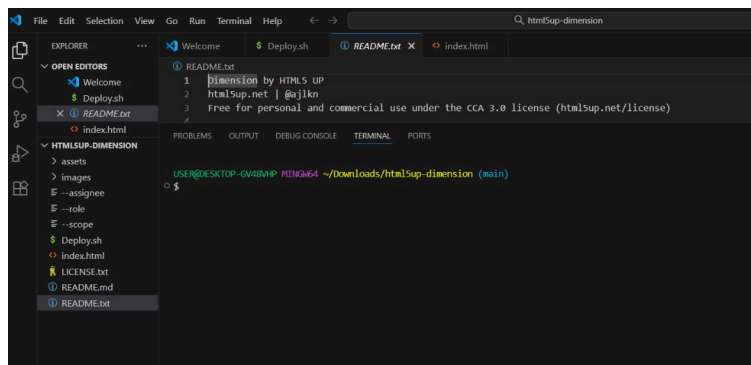 File Edit Selection View Go Run Terminal Help
html5up-dimension
EXPLORER
OPEN EDITORS
Welcome
$ Deploy.sh
README.txt
index.html
HTML5UP-DIMENSION
assets
images
--assignee
--role
--scope
$ Deploy.sh
index.html
LICENSE.txt
README.md
README.txt
Welcome
$ Deploy.sh
README.txt
index.html
README.txt
1 Dimension by HTML5 UP
2 html5up.net | @ajlkn
3 Free for personal and commercial use under the CCA 3.0 license (html5up.net/license)
4
PROBLEMS OUTPUT DEBUG CONSOLE TERMINAL PORTS
USER@DESKTOP-GV48VHP MINGW64 ~/Downloads/html5up-dimension (main)
$